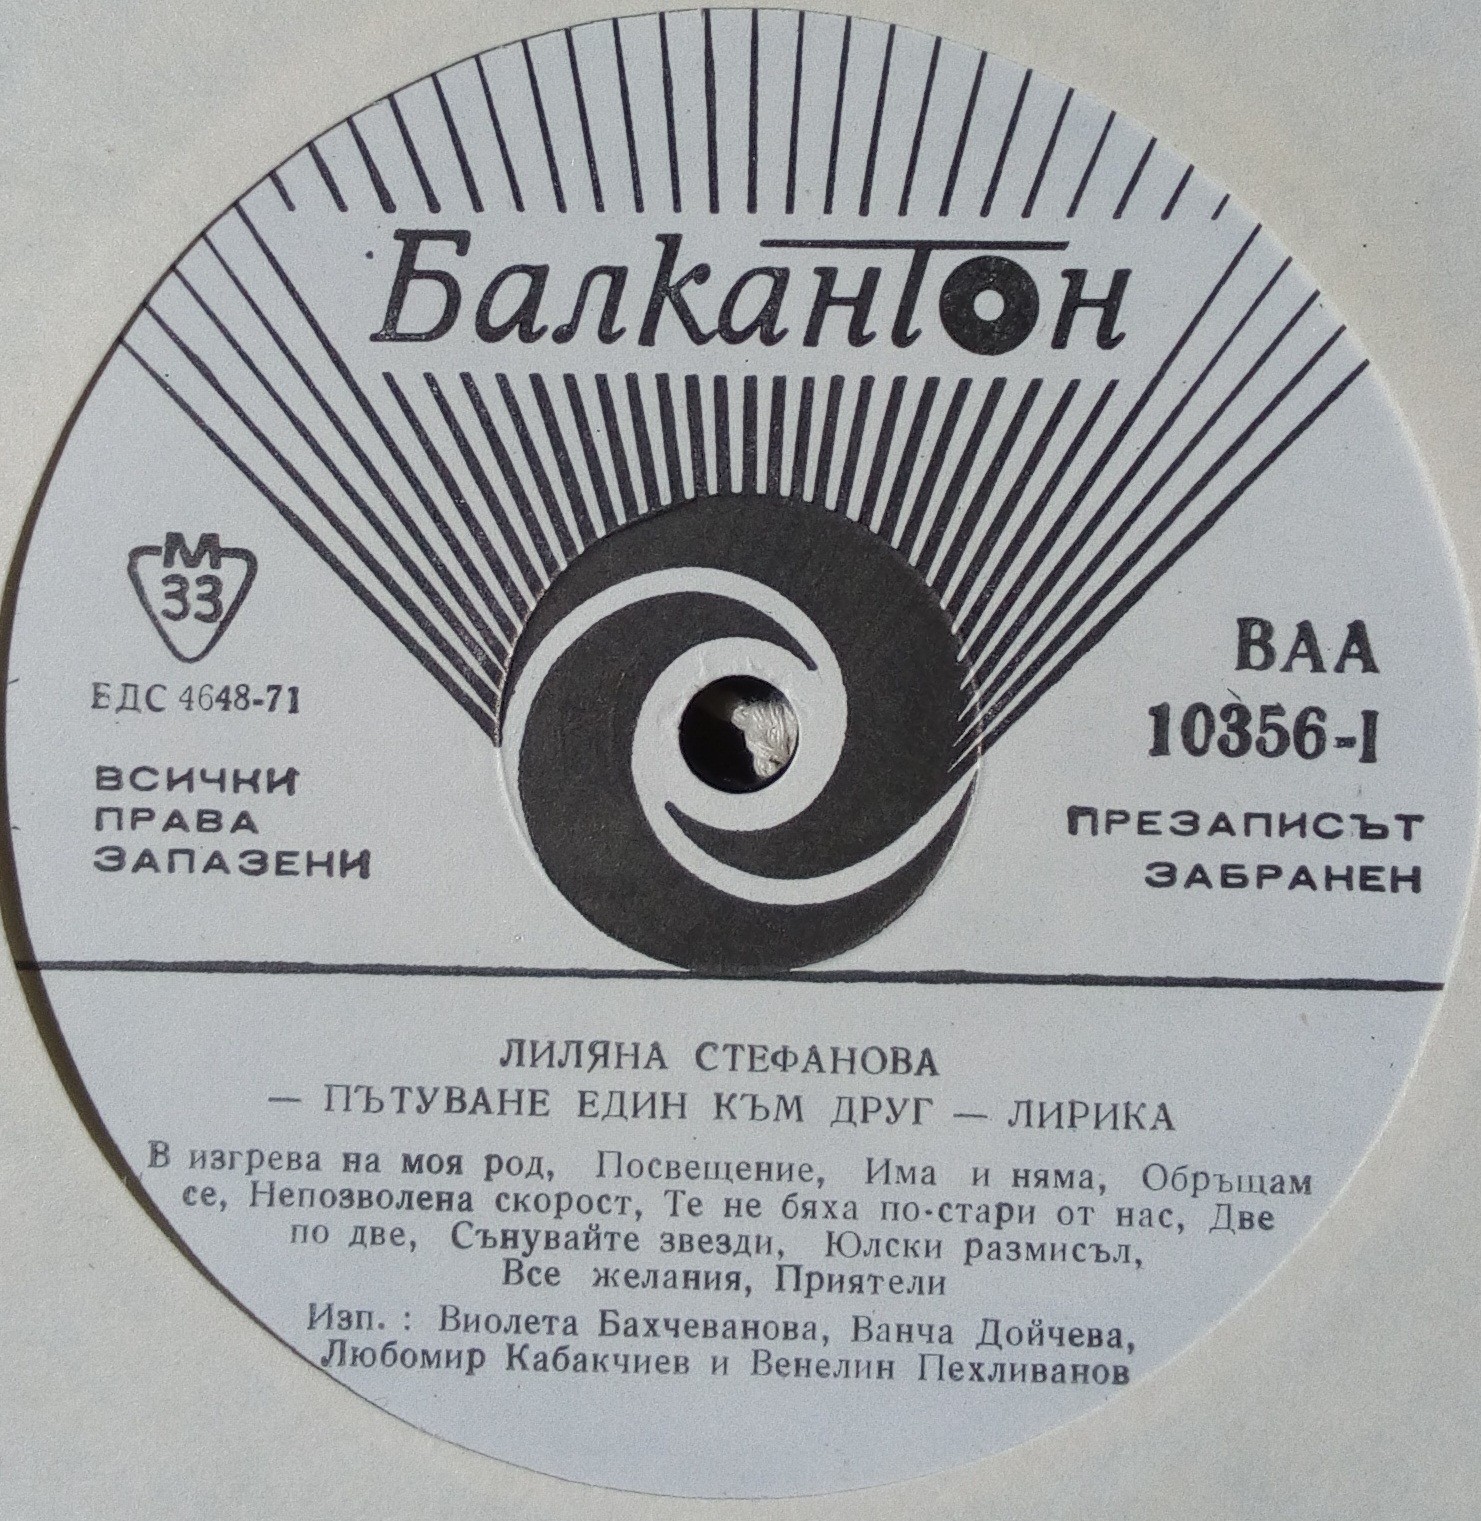 Балкантон
М
33
БДС 4648-71
ВСИЧКИ
ПРАВА
ЗАПАЗЕНИ
ВАА
10356-I
ПРЕЗАПИСЪТ
ЗАБРАНЕН
ЛИЛЯНА СТЕФАНОВА
— ПЪТУВАНЕ ЕДИН КЪМ ДРУГ — ЛИРИКА
В изгрева на моя род, Посвещение, Има и няма, Обръщам
се, Непозволена скорост, Те не бяха по-стари от нас, Две
по две, Сънувайте звезди, Юлски размисъл,
Все желания, Приятели
Изп. : Виолета Бахчеванова, Ванча Дойчева,
Любомир Кабакчиев и Венелин Пехливанов